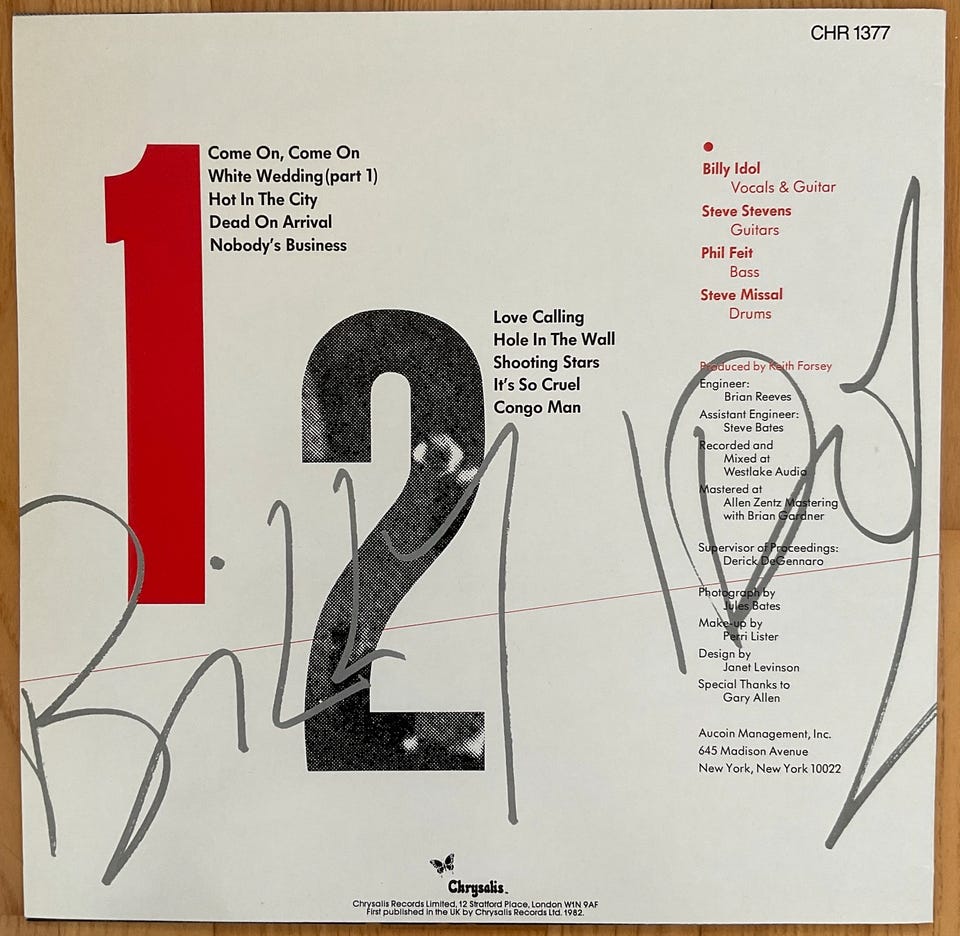 CHR 1377
1
Come On, Come On
White Wedding(part 1)
Hot In The City
Dead On Arrival
Nobody's Business
2
Love Calling
Hole In The Wall
Shooting Stars
It's So Cruel
Congo Man
Billy Idol
Vocals & Guitar
Steve Stevens
Guitars
Phil Feit
Bass
Steve Missal
Drums
Produced by Keith Forsey
Engineer:
Brian Reeves
Assistant Engineer:
Steve Bates
Recorded and
Mixed at
Westlake Audio
Mastered at
Allen Zentz Mastering
with Brian Gardner
Supervisor of Proceedings:
Derick DeGennaro
Photograph by
Jules Bates
Make-up by
Perri Lister
Design by
Janet Levinson
Special Thanks to
Gary Allen
Aucoin Management, Inc.
645 Madison Avenue
New York, New York 10022
Billy Idol
Chrysalis
Chrysalis Records Limited, 12 Stratford Place, London W1N 9AF
First published in the UK by Chrysalis Records Ltd. 1982.